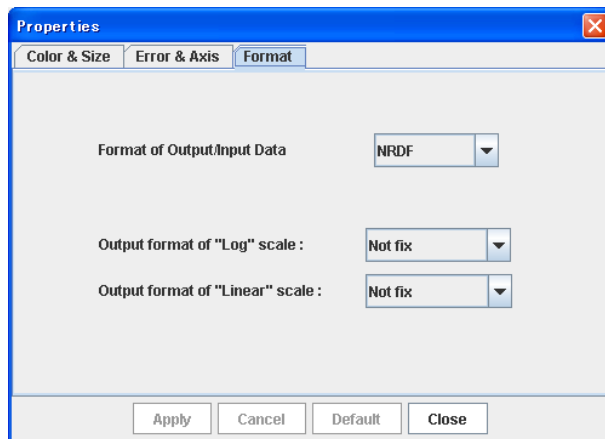 Properties
Color & Size Error & Axis Format
Format of Output/Input Data NRDF
Output format of "Log" scale : Not fix
Output format of "Linear" scale : Not fix
Apply Cancel Default Close